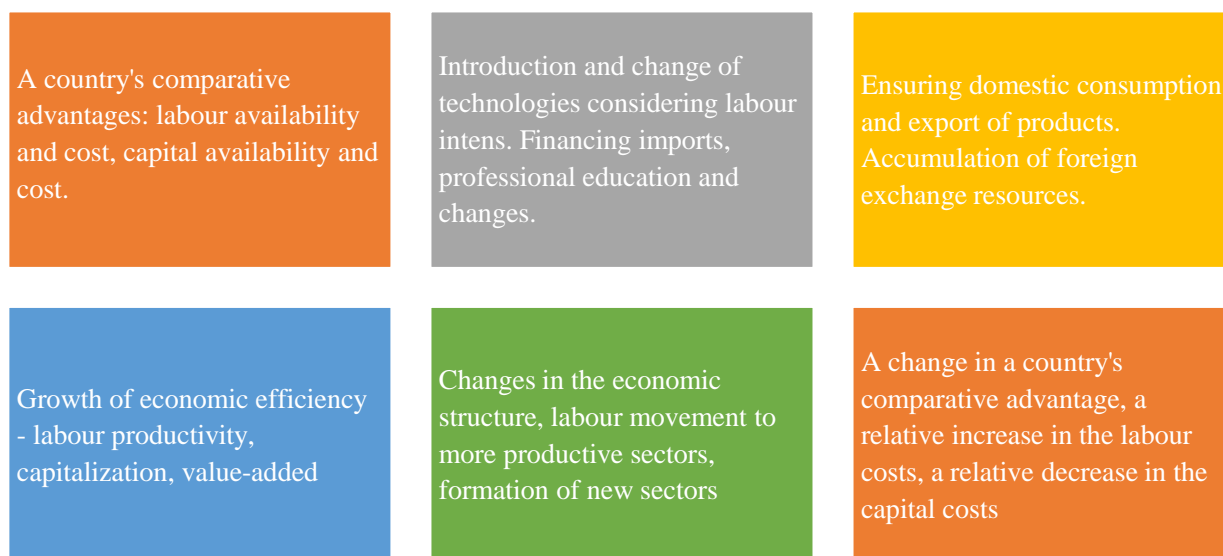 A country's comparative
advantages: labour availability
and cost, capital availability and
cost.
Introduction and change of
technologies considering labour
intens. Financing imports,
professional education and
changes.
Ensuring domestic consumption
and export of products.
Accumulation of foreign
exchange resources.
Growth of economic efficiency
- labour productivity,
capitalization, value-added
Changes in the economic
structure, labour movement to
more productive sectors,
formation of new sectors
A change in a country's
comparative advantage, a
relative increase in the labour
costs, a relative decrease in the
capital costs